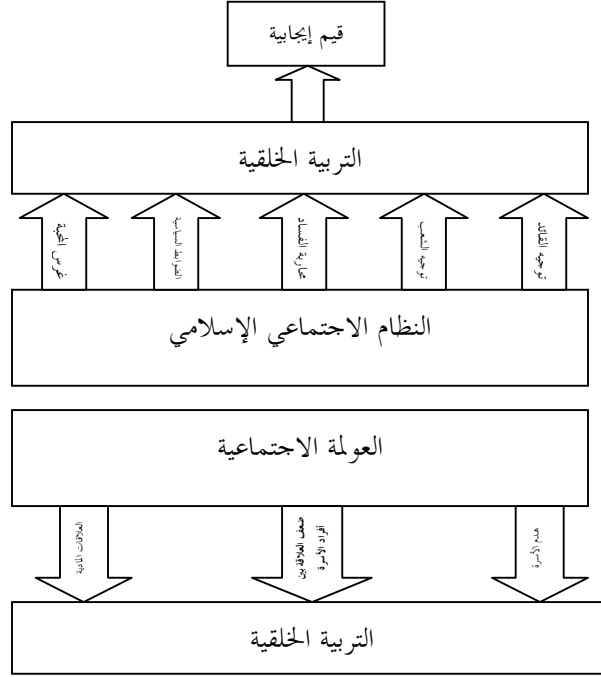 قيم إيجابية
التربية الخلقية
توجيه القائد
توجيه الشعب
محاربة الفساد
الضوابط السياسية
غرس المحبة
النظام الاجتماعي الإسلامي
العولمة الاجتماعية
هدم الأسرة
ضعف العلاقة بين
أفراد الأسرة
العلاقات المادية
التربية الخلقية